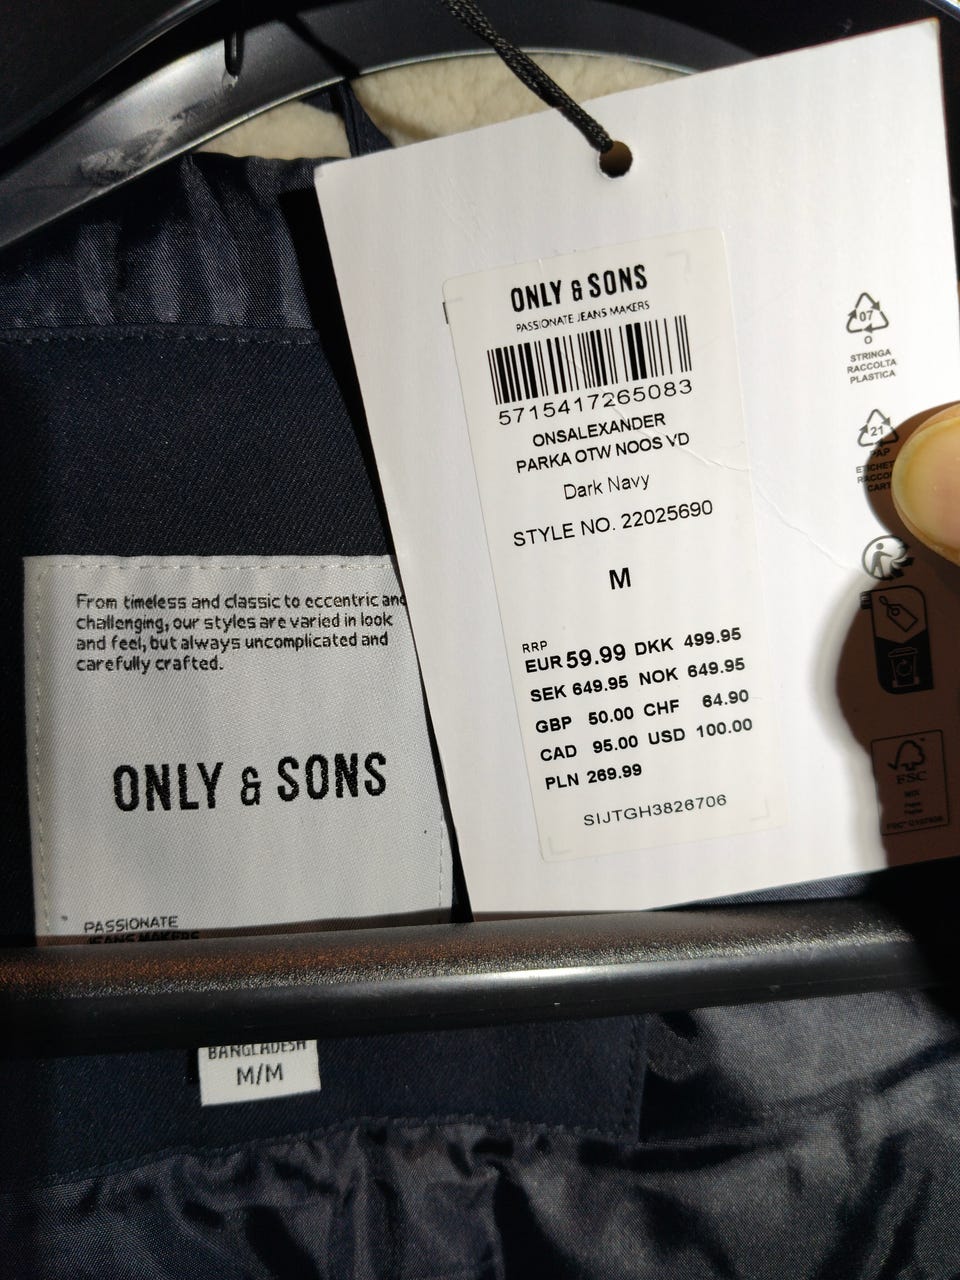 ONLY & SONS
PASSIONATE JEANS MAKERS
5715417265083
ONSALEXANDER
PARKA OTW NOOS VD
Dark Navy
STYLE NO. 22025690
M
RRP
EUR 59.99 DKK 499.95
SEK 649.95 NOK 649.95
GBP 50.00 CHF 64.90
CAD 95.00 USD 100.00
PLN 269.99
SIJTGH3826706
07
O
STRINGA
RACCOLTA
PLASTICA
21
PAP
FSC
MIX
From timeless and classic to eccentric and
challenging, our styles are varied in look
and feel, but always uncomplicated and
carefully crafted.
ONLY & SONS
PASSIONATE
JEANS MAKERS
BANGLADESH
M/M